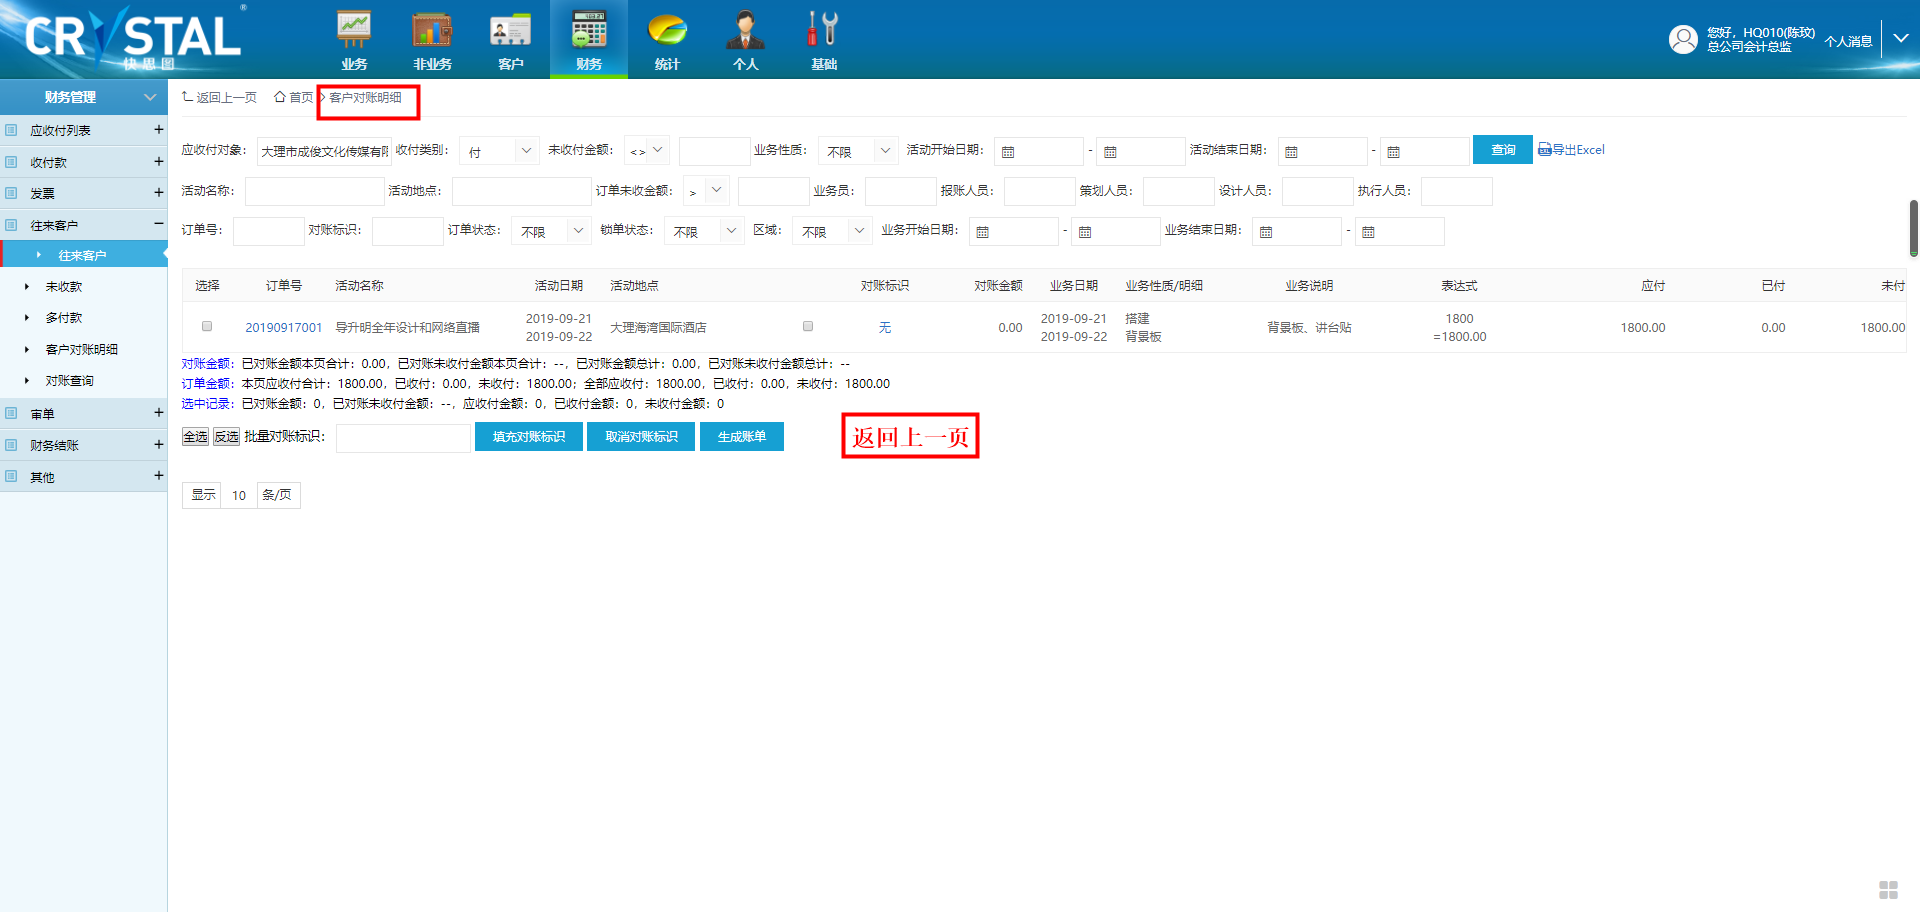 CRYSTAL ®
快思图
业务 非业务 客户 财务 统计 个人 基础
您好，HQ010(陈玟)
总公司会计总监
个人消息
财务管理
应收付列表 +
收付款 +
发票 +
往来客户 −
往来客户
未收款
多付款
客户对账明细
对账查询
审单 +
财务结账 +
其他 +
返回上一页 首页 > 客户对账明细
应收付对象： 大理市成俊文化传媒有限 收付类别： 付 未收付金额： <> 业务性质： 不限 活动开始日期： - 活动结束日期： - 查询 导出Excel
活动名称： 活动地点： 订单未收金额： > 业务员： 报账人员： 策划人员： 设计人员： 执行人员：
订单号： 对账标识： 订单状态： 不限 锁单状态： 不限 区域： 不限 业务开始日期： - 业务结束日期： -
选择 订单号 活动名称 活动日期 活动地点 对账标识 对账金额 业务日期 业务性质/明细 业务说明 表达式 应付 已付 未付
20190917001 导升明全年设计和网络直播 2019-09-21 大理海湾国际酒店 无 0.00 2019-09-21 搭建 背景板、讲台贴 1800 1800.00 0.00 1800.00
2019-09-22 2019-09-22 背景板 =1800.00
对账金额：已对账金额本页合计：0.00，已对账未收付金额本页合计：--，已对账金额总计：0.00，已对账未收付金额总计：--
订单金额：本页应收付合计：1800.00，已收付：0.00，未收付：1800.00；全部应收付：1800.00，已收付：0.00，未收付：1800.00
选中记录：已对账金额：0，已对账未收付金额：--，应收付金额：0，已收付金额：0，未收付金额：0
全选 反选 批量对账标识： 填充对账标识 取消对账标识 生成账单
返回上一页
显示 10 条/页